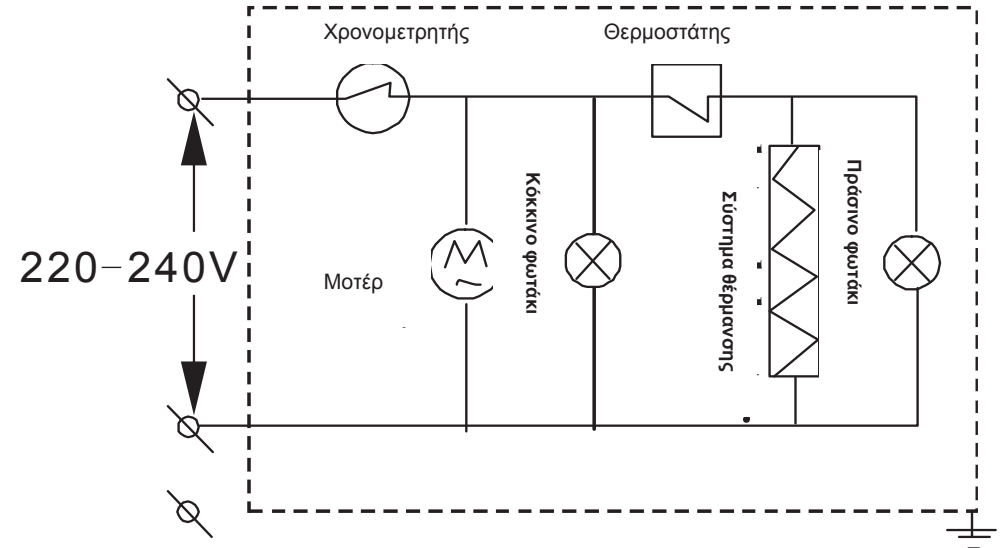 Χρονομετρητής
Θερμοστάτης
220-240V
Μοτέρ
M
~
Κόκκινο φωτάκι
Σύστημα θέρμανσης
Πράσινο φωτάκι